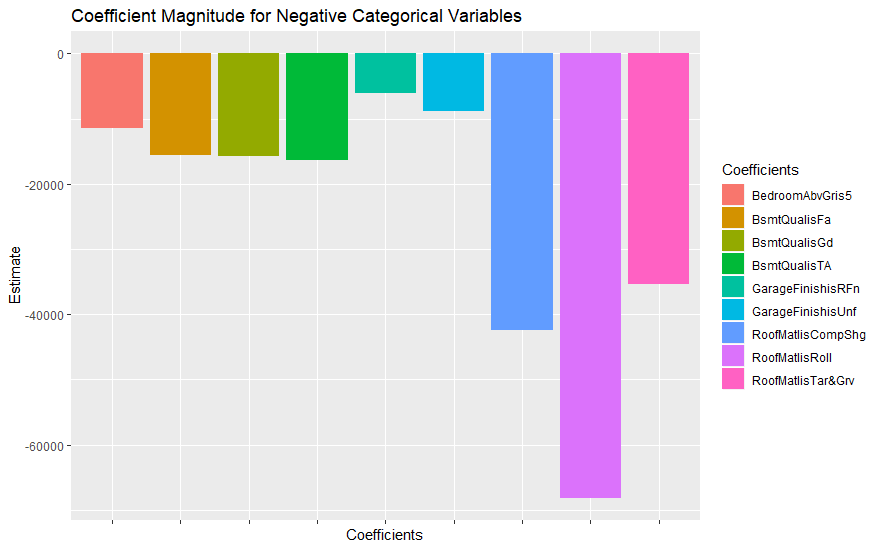 Coefficient Magnitude for Negative Categorical Variables
0
-20000
-40000
-60000
Estimate
Coefficients
Coefficients
BedroomAbvGris5
BsmtQualisFa
BsmtQualisGd
BsmtQualisTA
GarageFinishisRFn
GarageFinishisUnf
RoofMatlisCompShg
RoofMatlisRoll
RoofMatlisTar&Grv